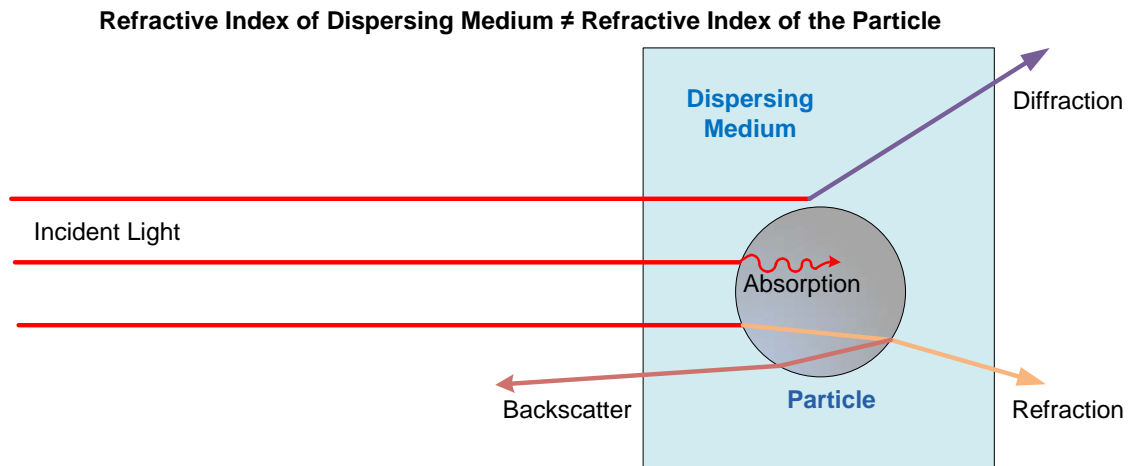 Refractive Index of Dispersing Medium ≠ Refractive Index of the Particle
Dispersing
Medium
Diffraction
Incident Light
Absorption
Particle
Backscatter
Refraction